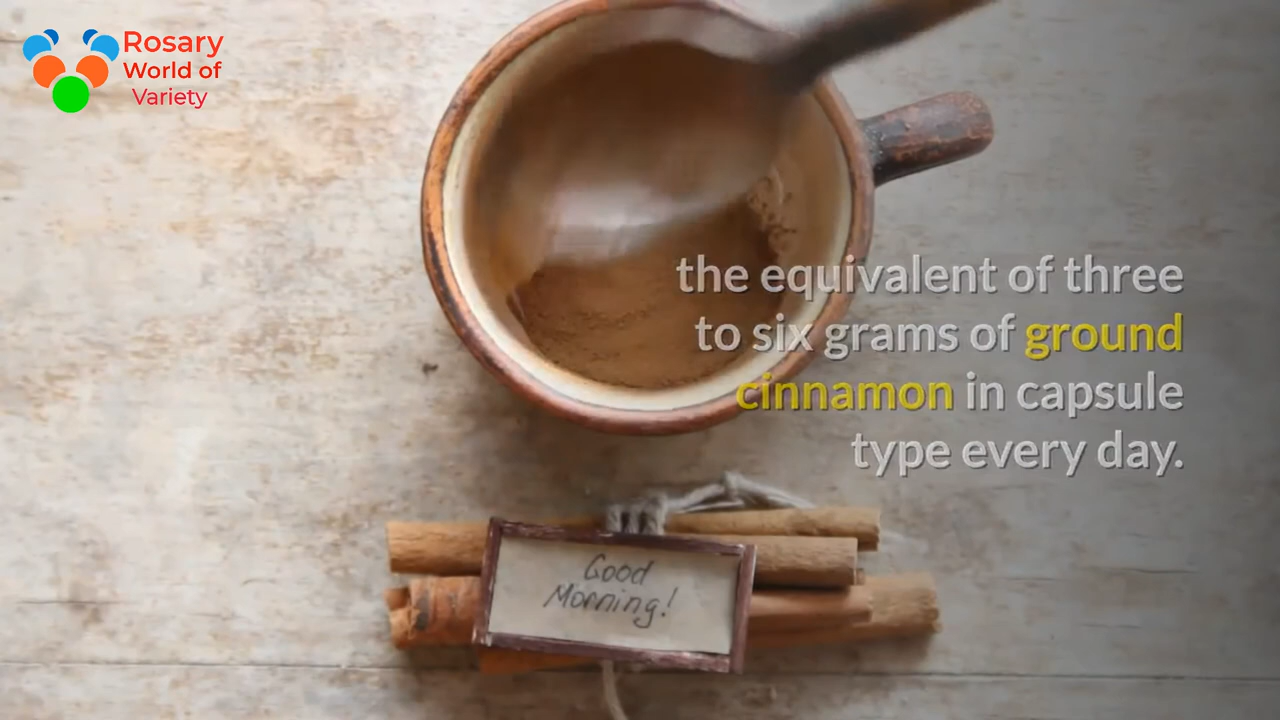 Rosary
World of
Variety
the equivalent of three
to six grams of ground
cinnamon in capsule
type every day.
Good
Morning!